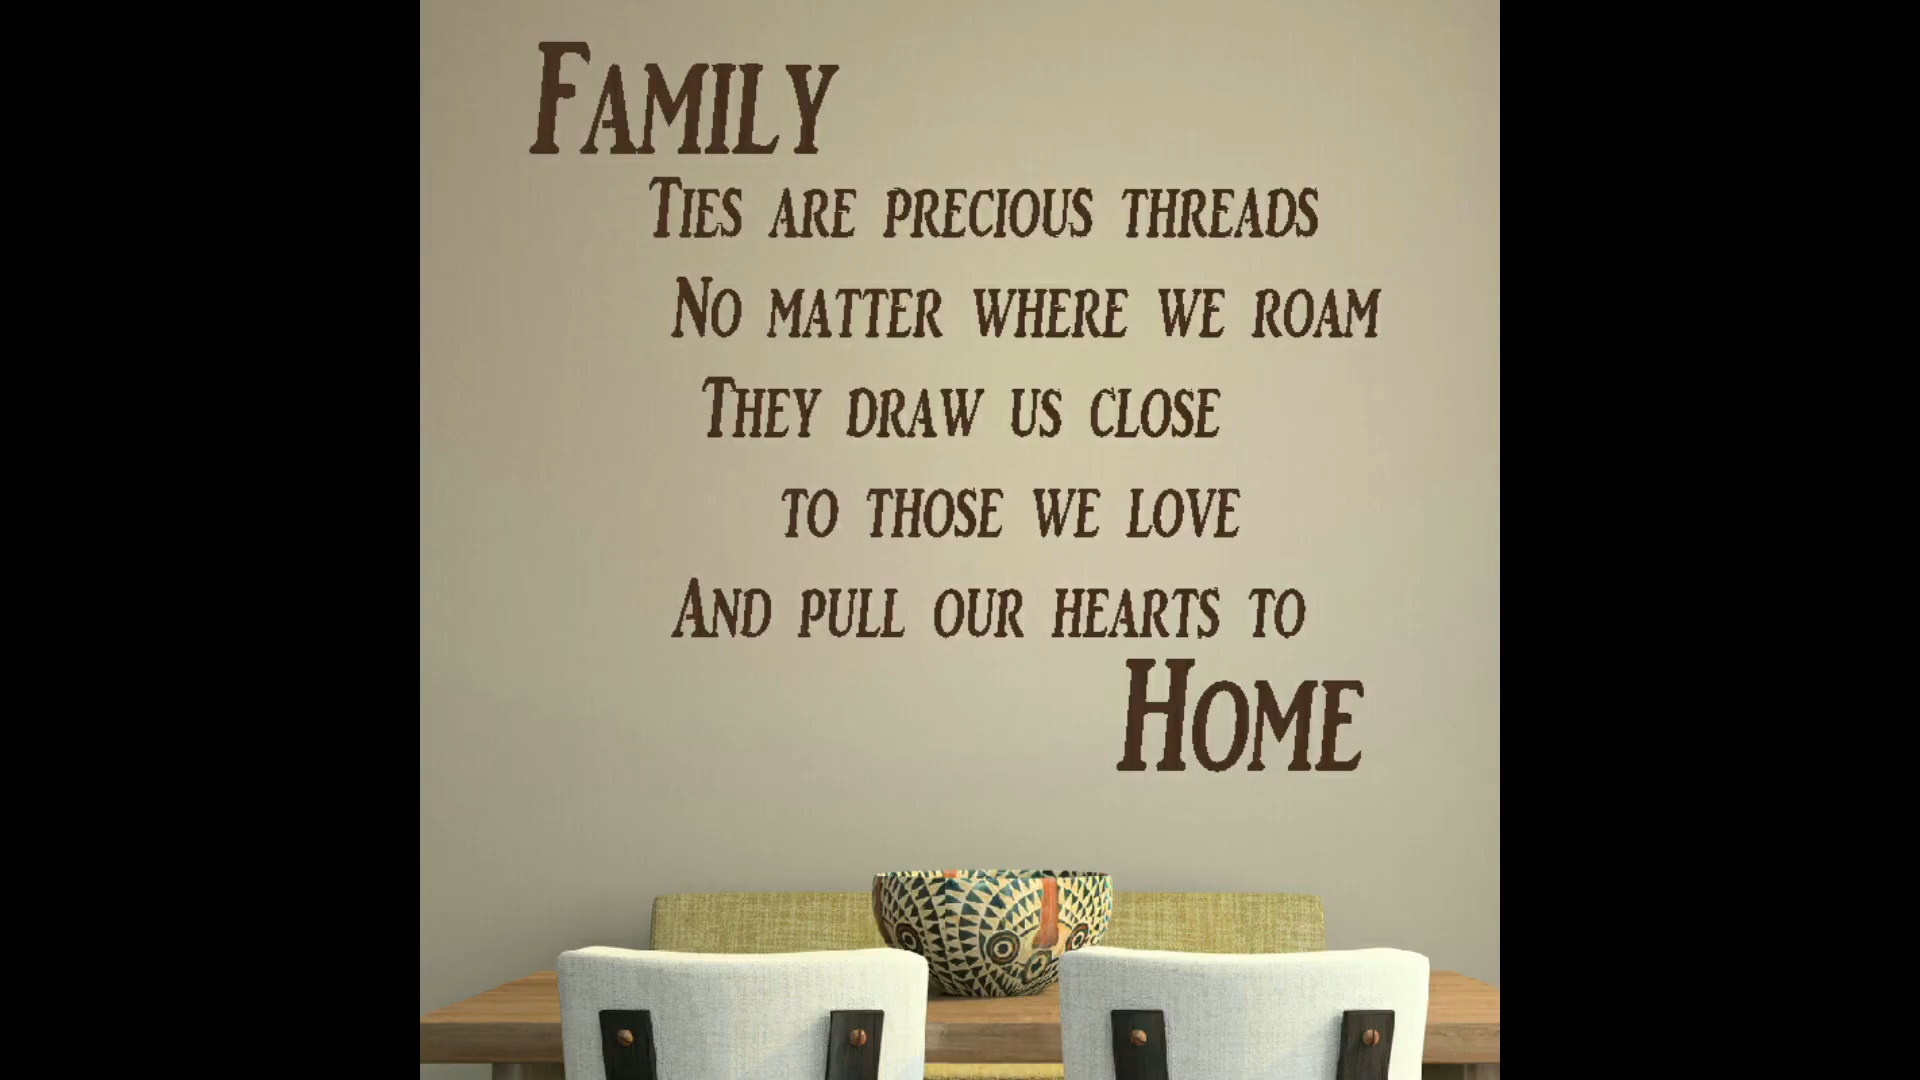 Family
Ties are precious threads
No matter where we roam
They draw us close
to those we love
And pull our hearts to
Home